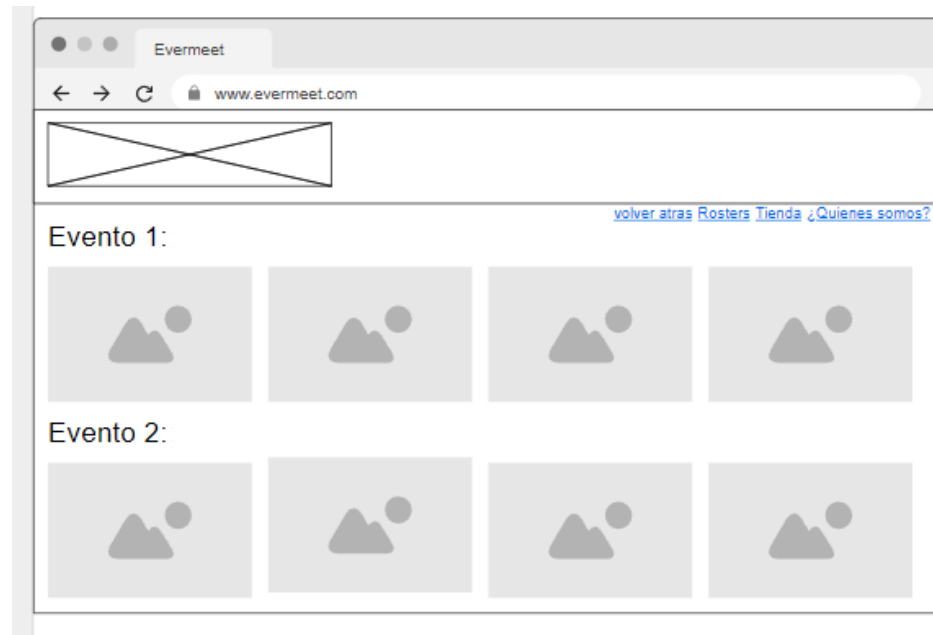 Evermeet
www.evermeet.com
volver atras Rosters Tienda ¿Quienes somos?
Evento 1:
Evento 2: